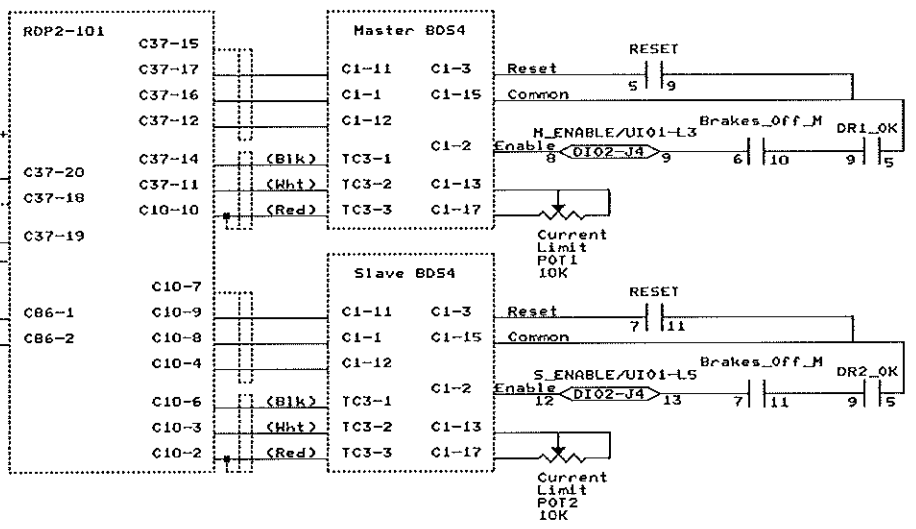 RDP2-101
C37-15
C37-17
C37-16
C37-12
C37-14
C37-11
C10-10
C37-20
C37-18
C37-19
C10-7
C10-9
C10-8
C10-4
C10-6
C10-3
C10-2
C86-1
C86-2
(Blk)
(Wht)
(Red)
(Blk)
(Wht)
(Red)
Master BDS4
C1-11 C1-3
C1-1 C1-15
C1-12
C1-2
TC3-1
TC3-2 C1-13
TC3-3 C1-17
Reset
Common
Enable
RESET
5 9
M_ENABLE/UIO1-L3
8 DIO2-J4 9
Brakes_Off_M
6 10
DR1_OK
9 5
Current
Limit
POT1
10K
Slave BDS4
C1-11 C1-3
C1-1 C1-15
C1-12
C1-2
TC3-1
TC3-2 C1-13
TC3-3 C1-17
Reset
Common
Enable
RESET
7 11
S_ENABLE/UIO1-L5
12 DIO2-J4 13
Brakes_Off_M
7 11
DR2_OK
9 5
Current
Limit
POT2
10K